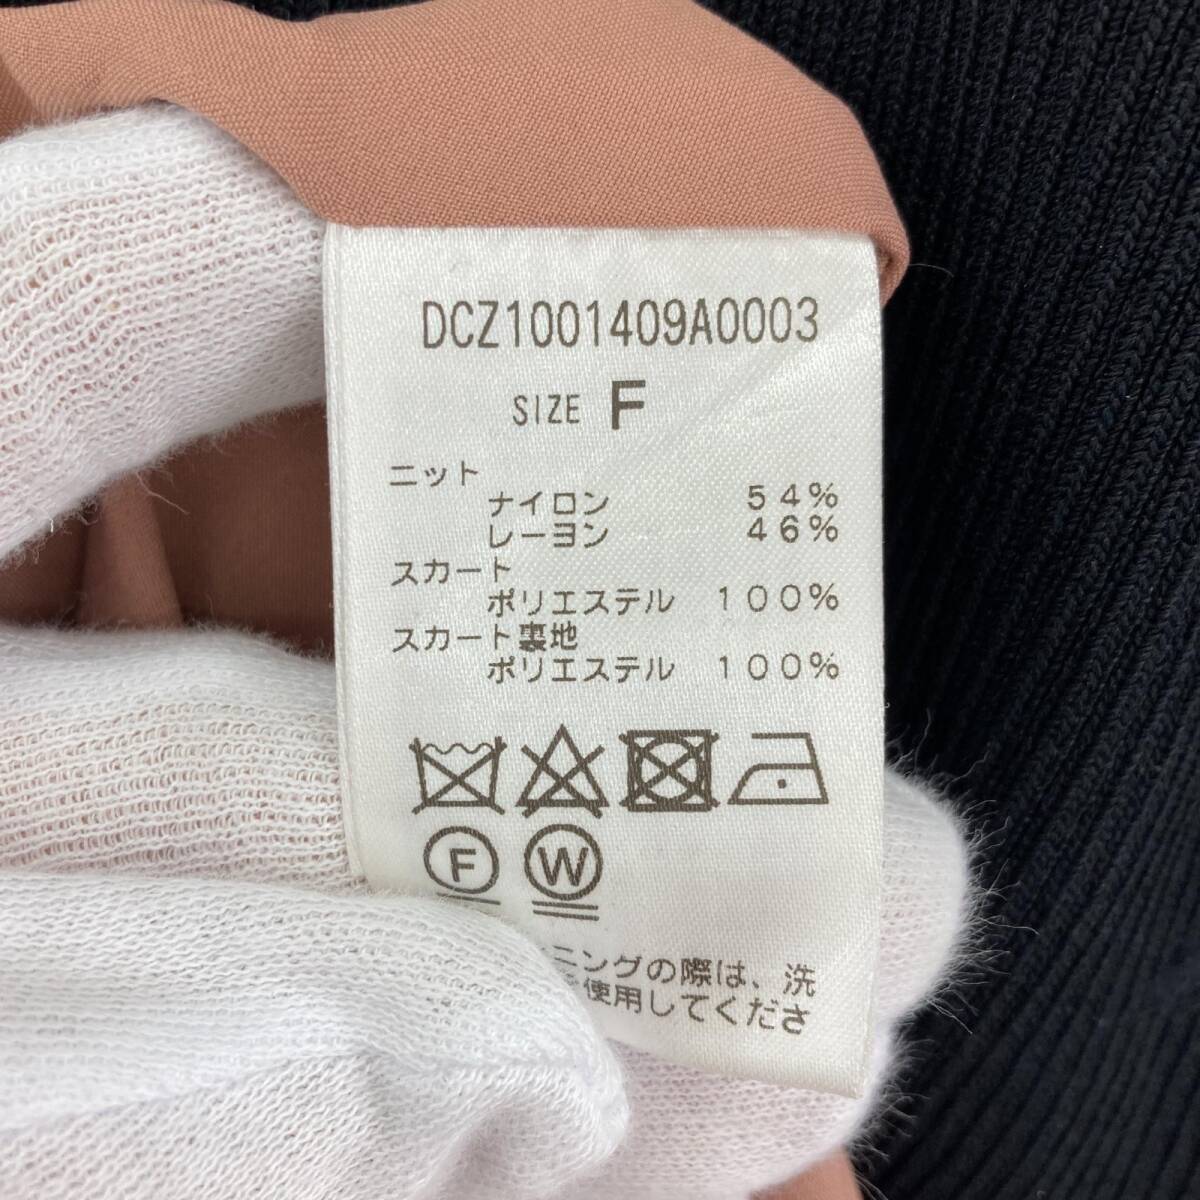 DCZ1001409A0003
SIZE F
ニット
ナイロン 54%
レーヨン 46%
スカート
ポリエステル 100%
スカート裏地
ポリエステル 100%
F W
ニングの際は、洗
使用してくださ